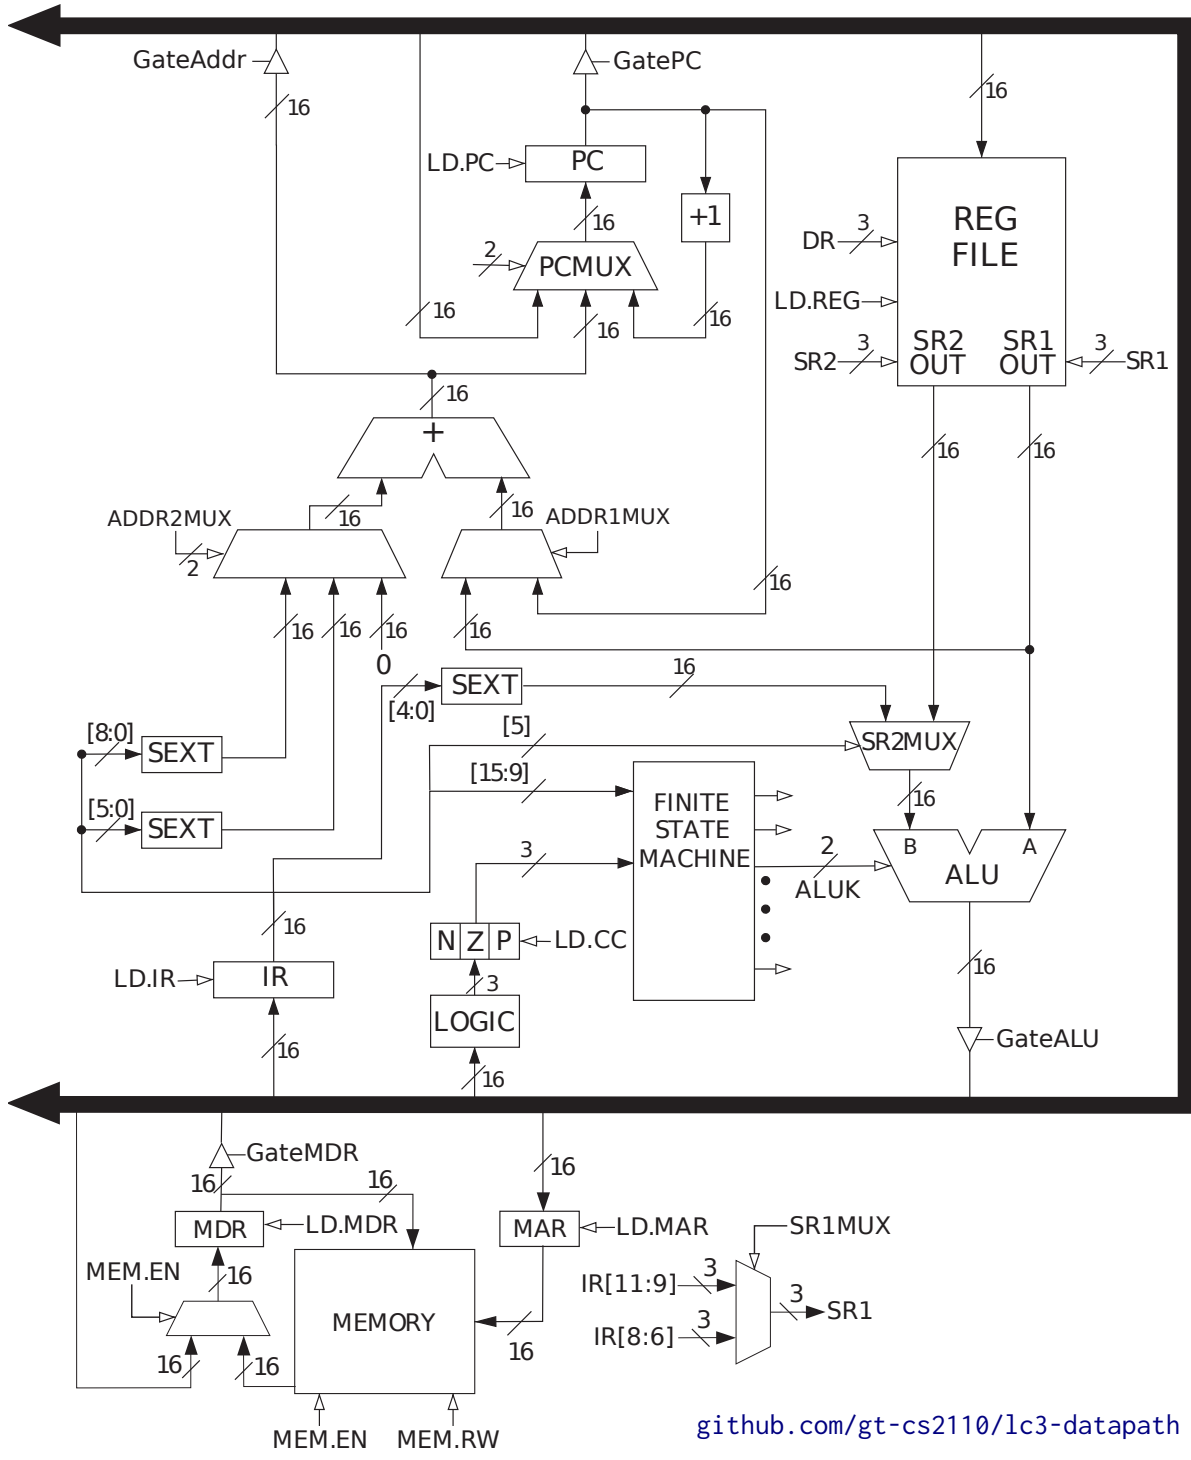 GateAddr
GatePC
16
16
LD.PC
PC
+1
16
2
PCMUX
16
16
16
REG
FILE
DR
3
LD.REG
SR2
3
SR2
OUT
SR1
OUT
3
SR1
16
16
16
+
ADDR2MUX
2
16
16
ADDR1MUX
16
16
16
16
16
0
[4:0]
SEXT
16
[8:0]
SEXT
[5:0]
SEXT
[5]
[15:9]
SR2MUX
16
FINITE
STATE
MACHINE
3
2
ALUK
B
A
ALU
16
N Z P
LD.CC
LD.IR
IR
3
LOGIC
16
GateALU
16
16
GateMDR
16
16
16
MDR
LD.MDR
MAR
LD.MAR
MEM.EN
16
MEMORY
16
16
16
MEM.EN
MEM.RW
SR1MUX
IR[11:9]
3
IR[8:6]
3
3
SR1
github.com/gt-cs2110/lc3-datapath